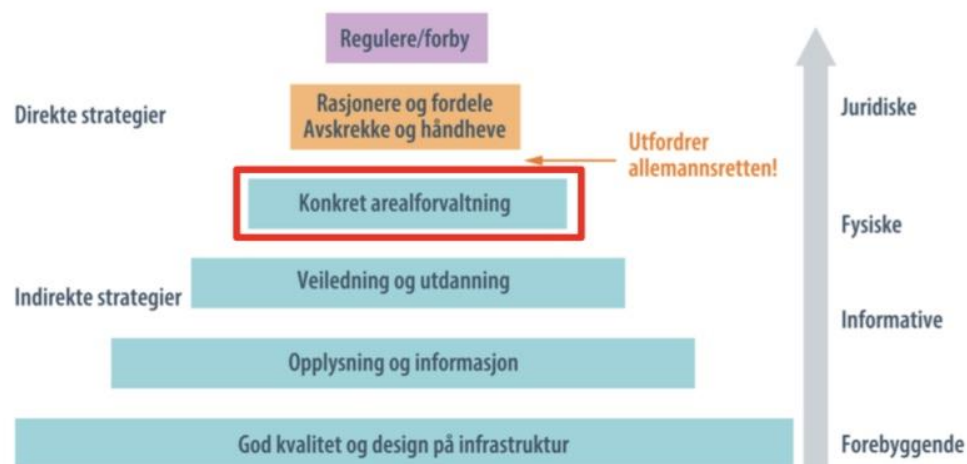 Regulere/forby
Direkte strategier
Rasjonere og fordele
Avskrekke og håndheve
Juridiske
Utfordrer
allemannsretten!
Konkret arealforvaltning
Fysiske
Veiledning og utdanning
Indirekte strategier
Informative
Opplysning og informasjon
God kvalitet og design på infrastruktur
Forebyggende